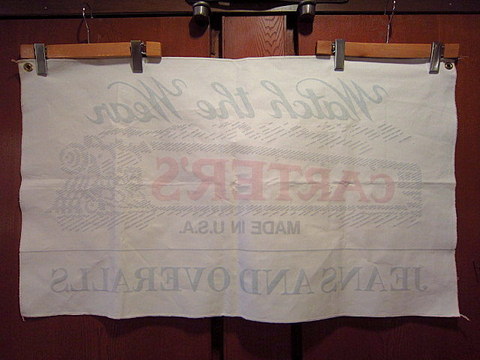 Watch the Wear
CARTER'S
MADE IN U.S.A.
JEANS AND OVERALLS